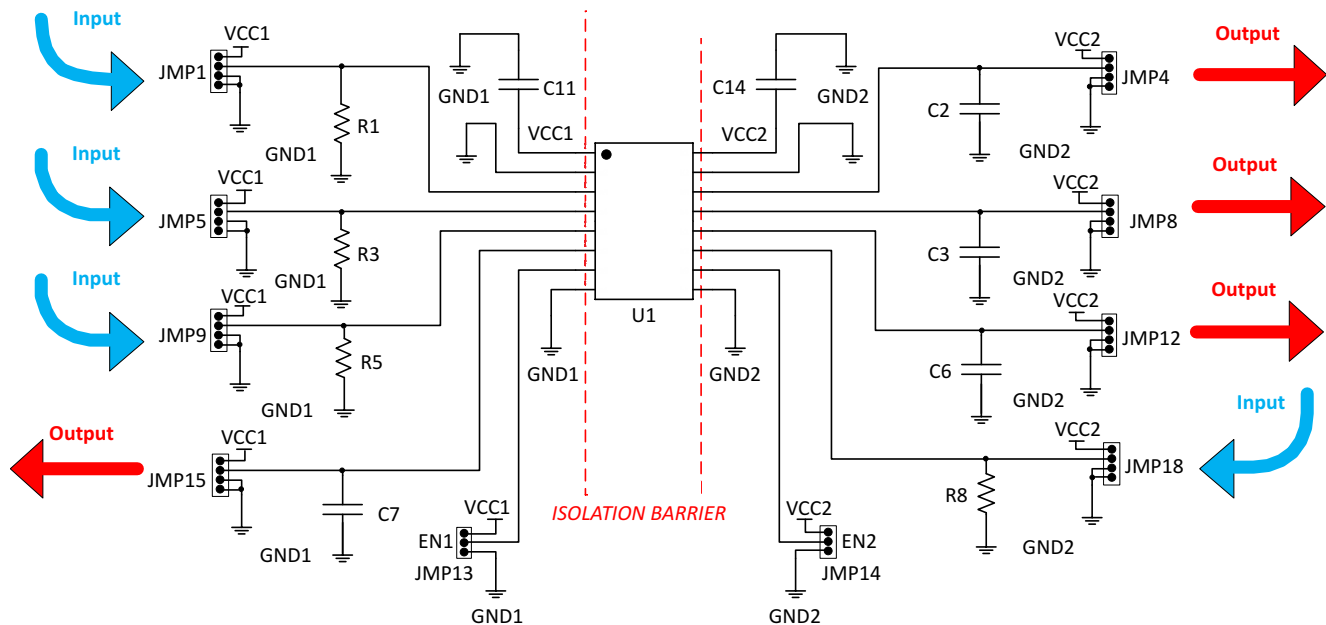 Input
VCC1
JMP1
R1
GND1
GND1
C11
VCC1
C14
GND2
VCC2
C2
GND2
VCC2
JMP4
Output
Input
VCC1
JMP5
R3
GND1
VCC2
JMP8
C3
GND2
Output
Input
VCC1
JMP9
R5
GND1
U1
GND1
GND2
VCC2
JMP12
C6
GND2
Output
Output
VCC1
JMP15
C7
GND1
VCC1
EN1
JMP13
GND1
ISOLATION BARRIER
VCC2
EN2
JMP14
GND2
Input
VCC2
JMP18
R8
GND2